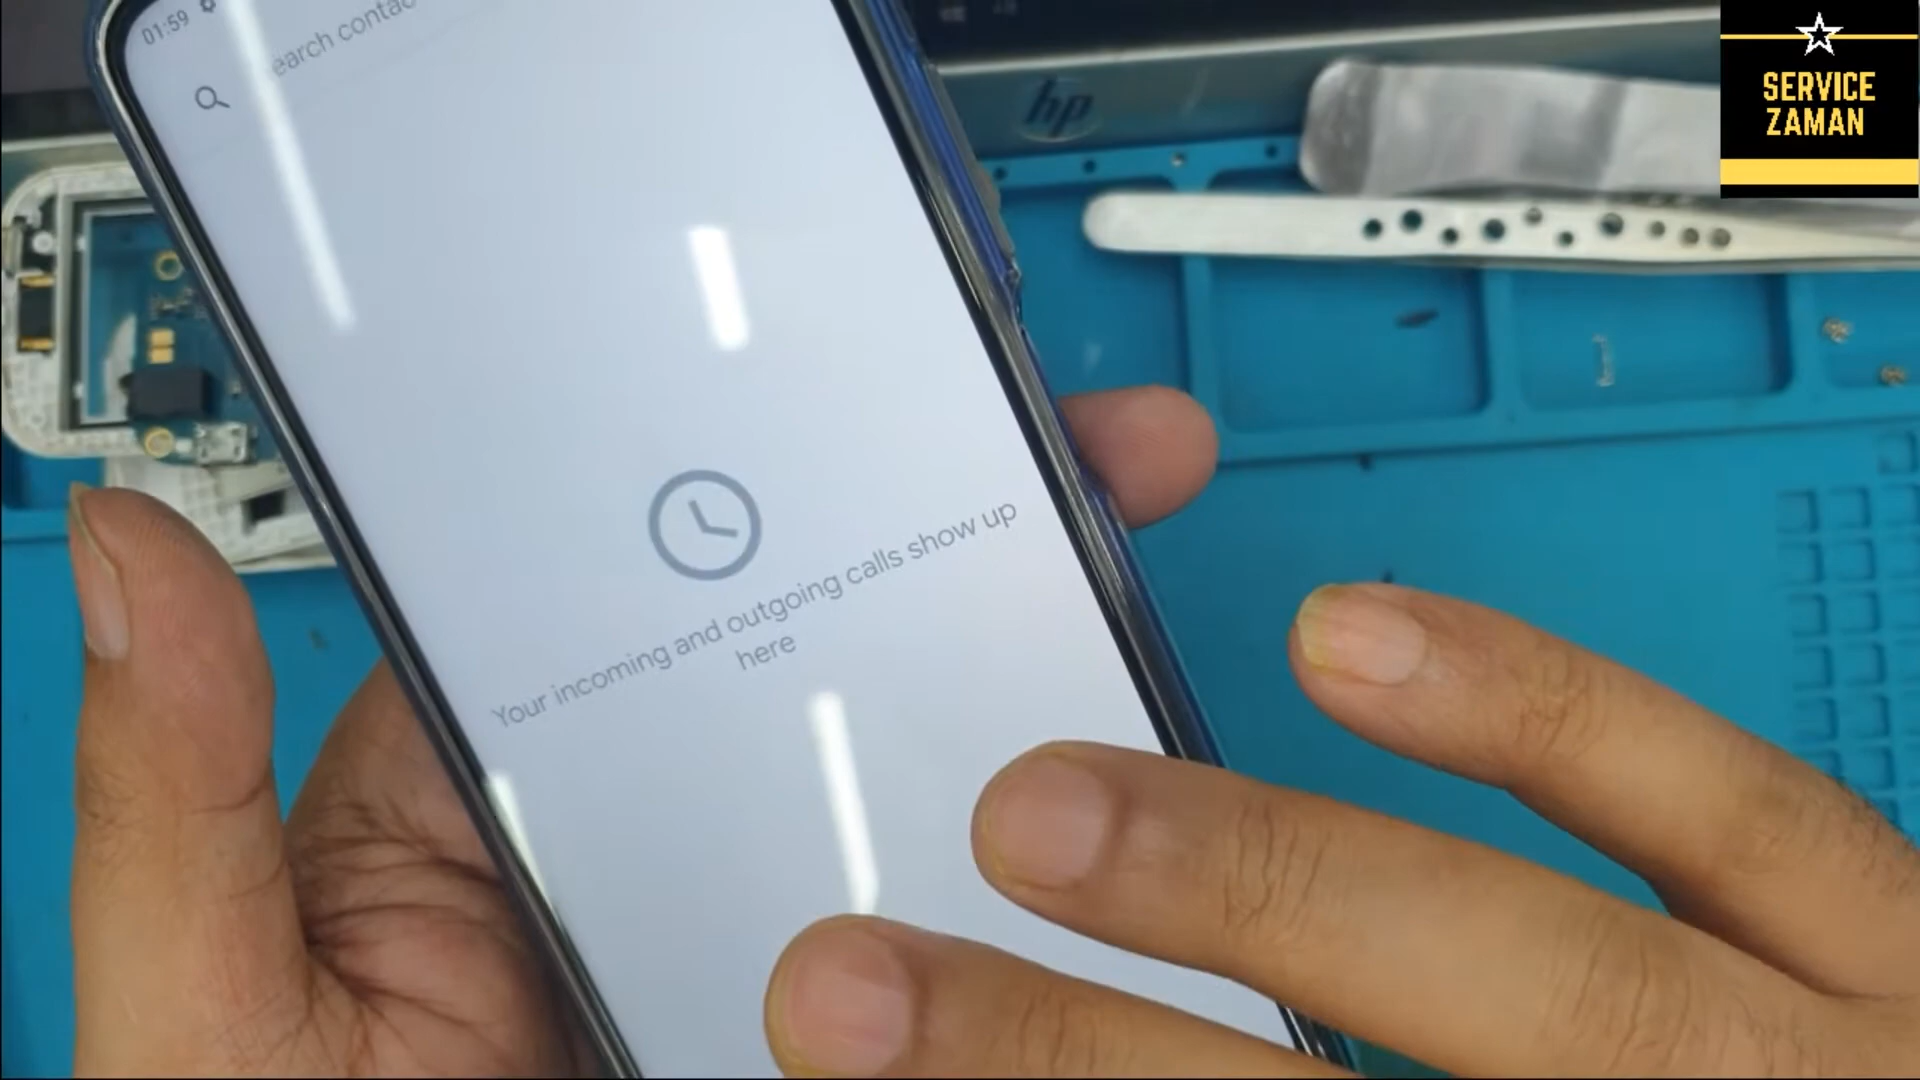 01:59
earch contac
Your incoming and outgoing calls show up
here
hp
SERVICE
ZAMAN